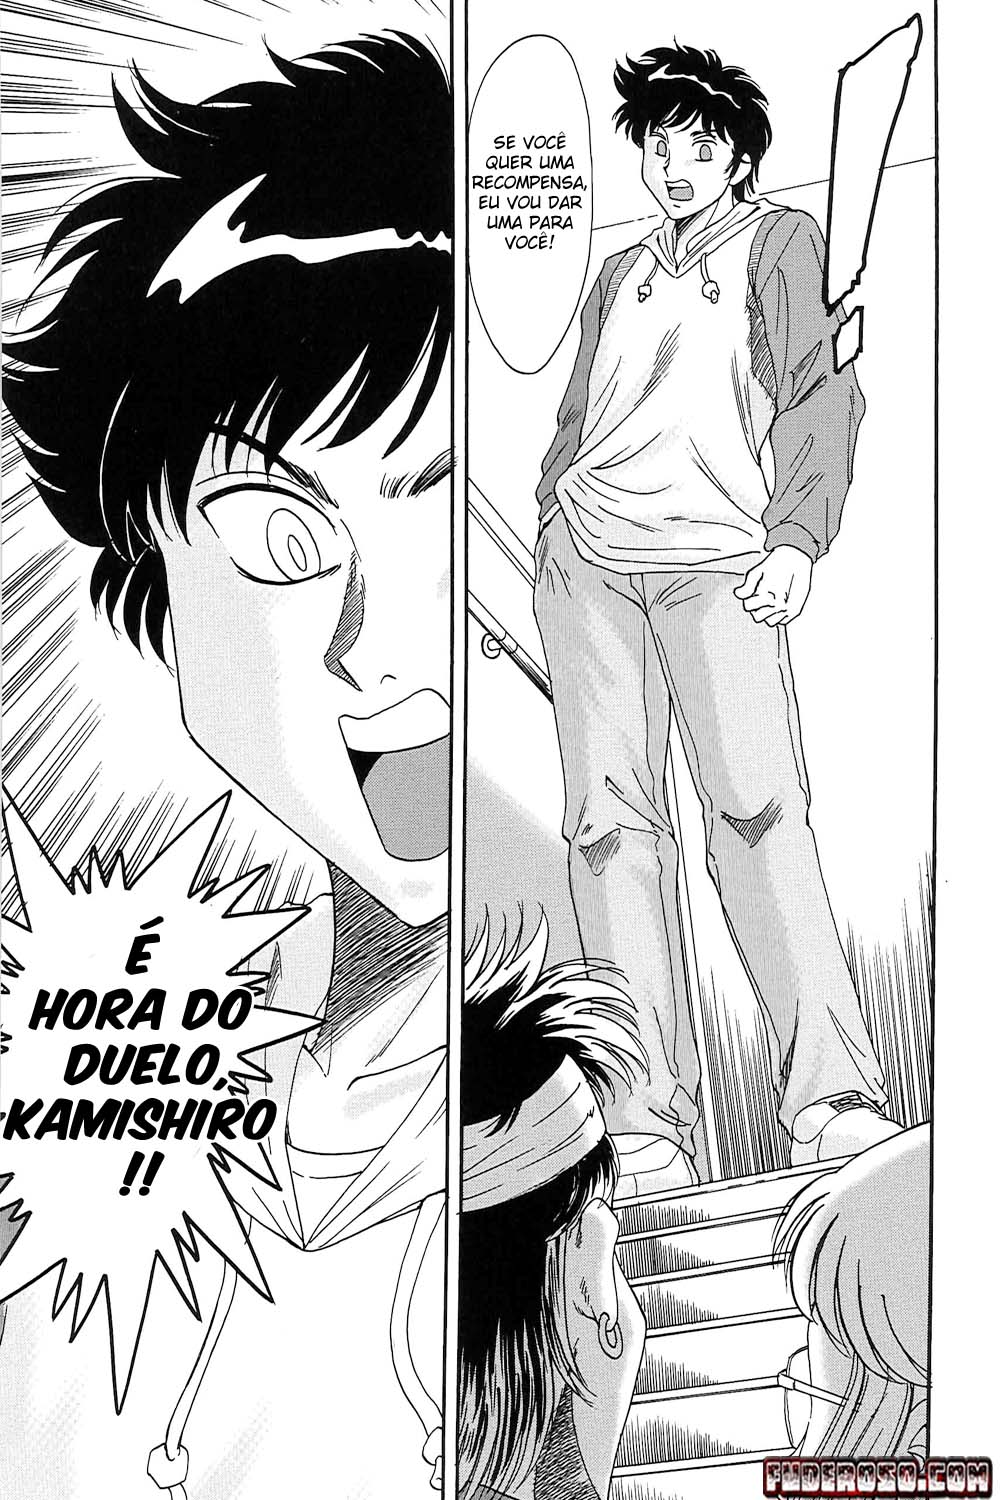 SE VOCÊ
QUER UMA
RECOMPENSA,
EU VOU DAR
UMA PARA
VOCÊ!
É
HORA DO
DUELO,
KAMISHIRO
!!
FUDEROSO.COM